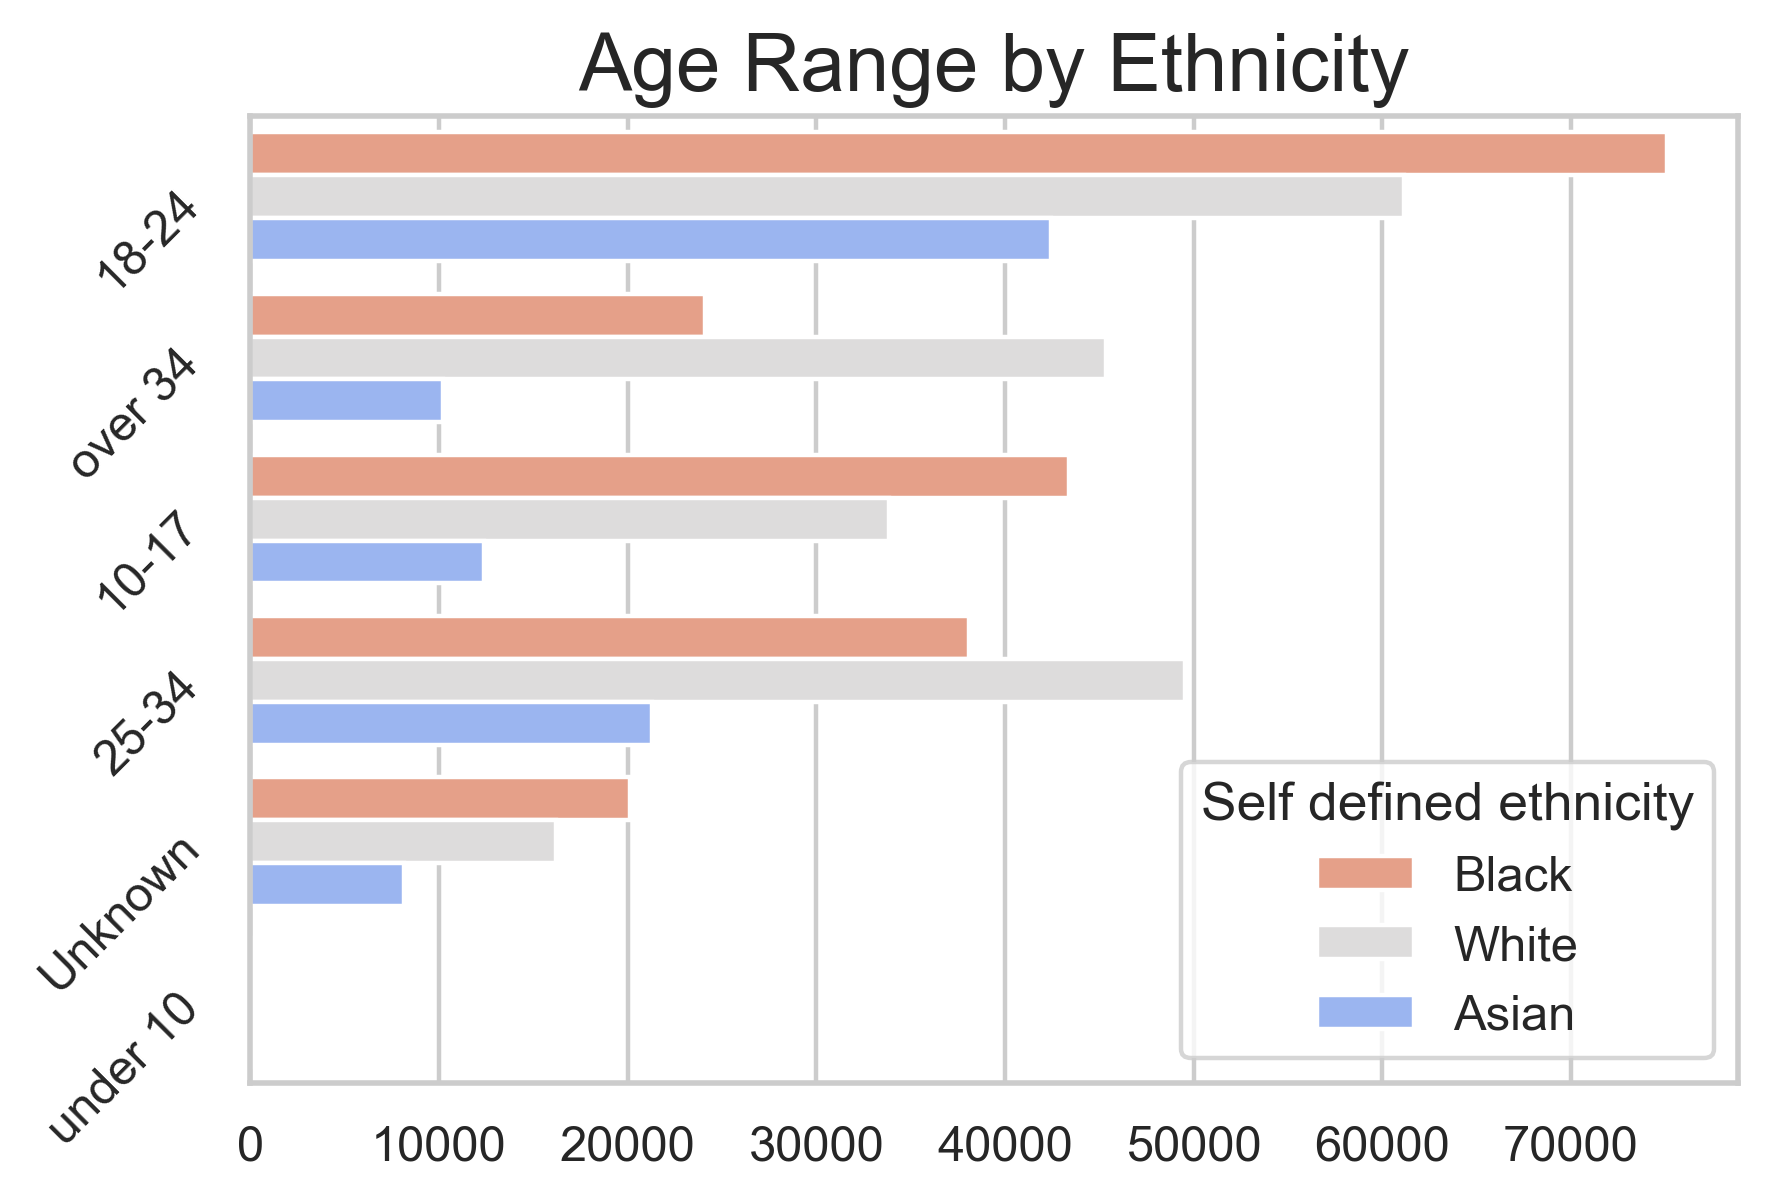 Age Range by Ethnicity
18-24
over 34
10-17
25-34
Unknown
under 10
Self defined ethnicity
Black
White
Asian
0 10000 20000 30000 40000 50000 60000 70000